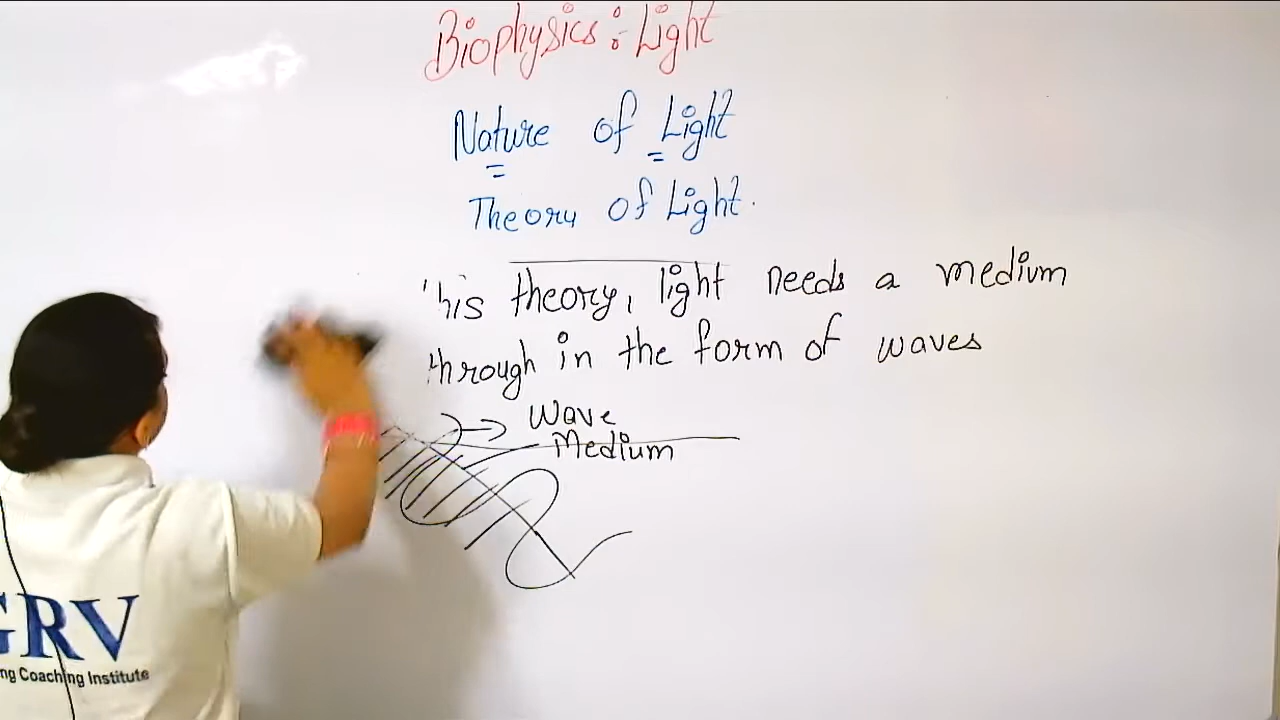 Biophysics : Light
Nature of Light
Theory of Light.
his theory, light needs a medium
through in the form of waves
Wave
Medium
GRV
ng Coaching Institute